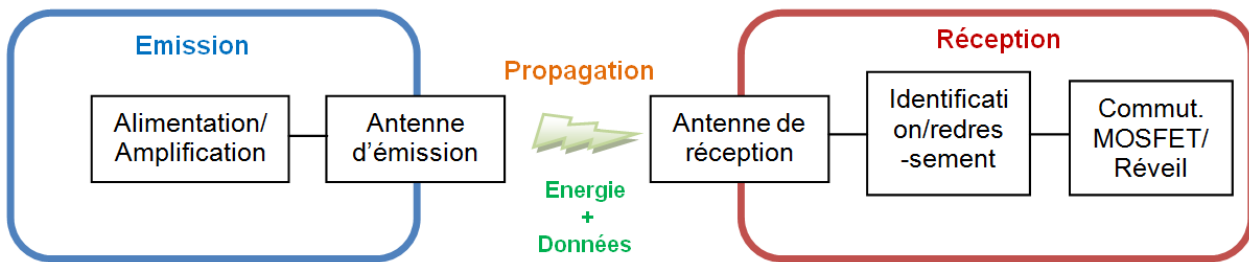 Emission
Alimentation/
Amplification
Antenne
d’émission
Propagation
Energie
+
Données
Réception
Antenne de
réception
Identificati
on/redres
-sement
Commut.
MOSFET/
Réveil